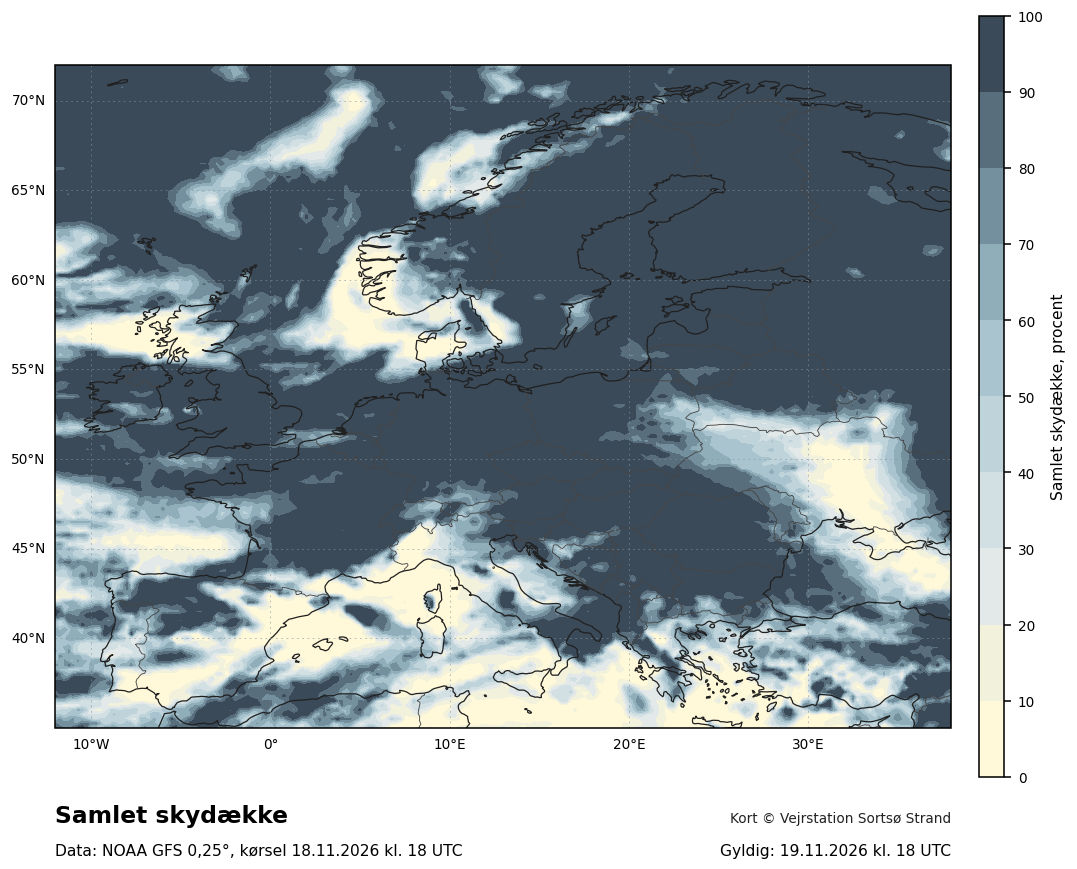 100
90
80
70
60
50
40
30
20
10
0
Samlet skydække, procent
70°N
65°N
60°N
55°N
50°N
45°N
40°N
10°W
0°
10°E
20°E
30°E
Samlet skydække
Kort © Vejrstation Sortsø Strand
Data: NOAA GFS 0,25°, kørsel 18.11.2026 kl. 18 UTC
Gyldig: 19.11.2026 kl. 18 UTC